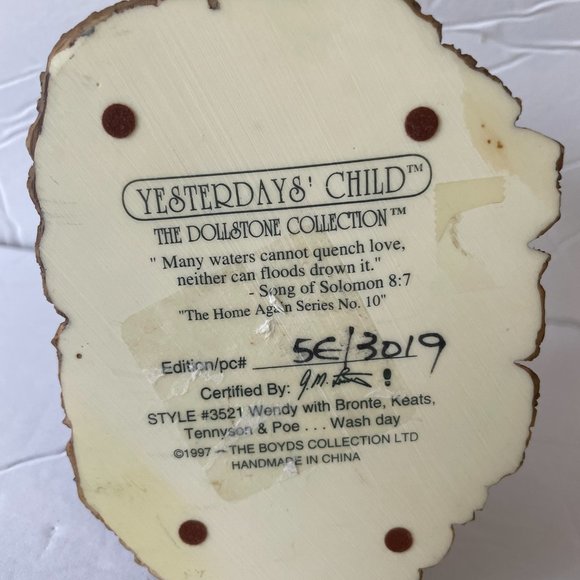 YESTERDAYS' CHILD™
THE DOLLSTONE COLLECTION™
" Many waters cannot quench love,
neither can floods drown it."
- Song of Solomon 8:7
"The Home Again Series No. 10"
Edition/pc# 5E/3019
Certified By: G.M.
STYLE #3521 Wendy with Bronte, Keats,
Tennyson & Poe . . . Wash day
©1997 – THE BOYDS COLLECTION LTD
HANDMADE IN CHINA